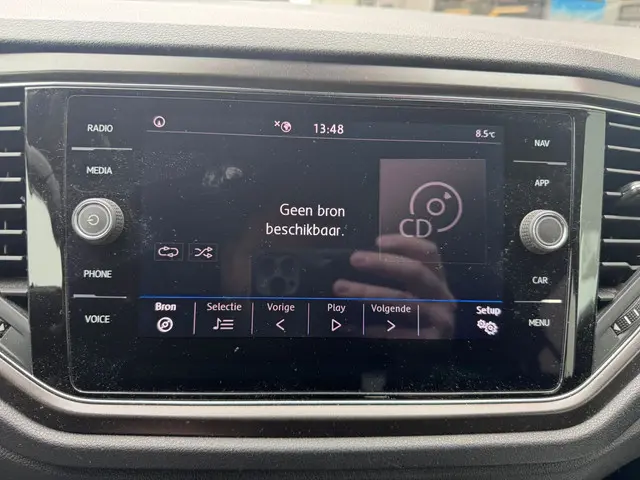 RADIO
MEDIA
PHONE
VOICE
13:48
8.5°C
Geen bron
beschikbaar.
CD
Bron
Selectie
Vorige
Play
Volgende
Setup
NAV
APP
CAR
MENU